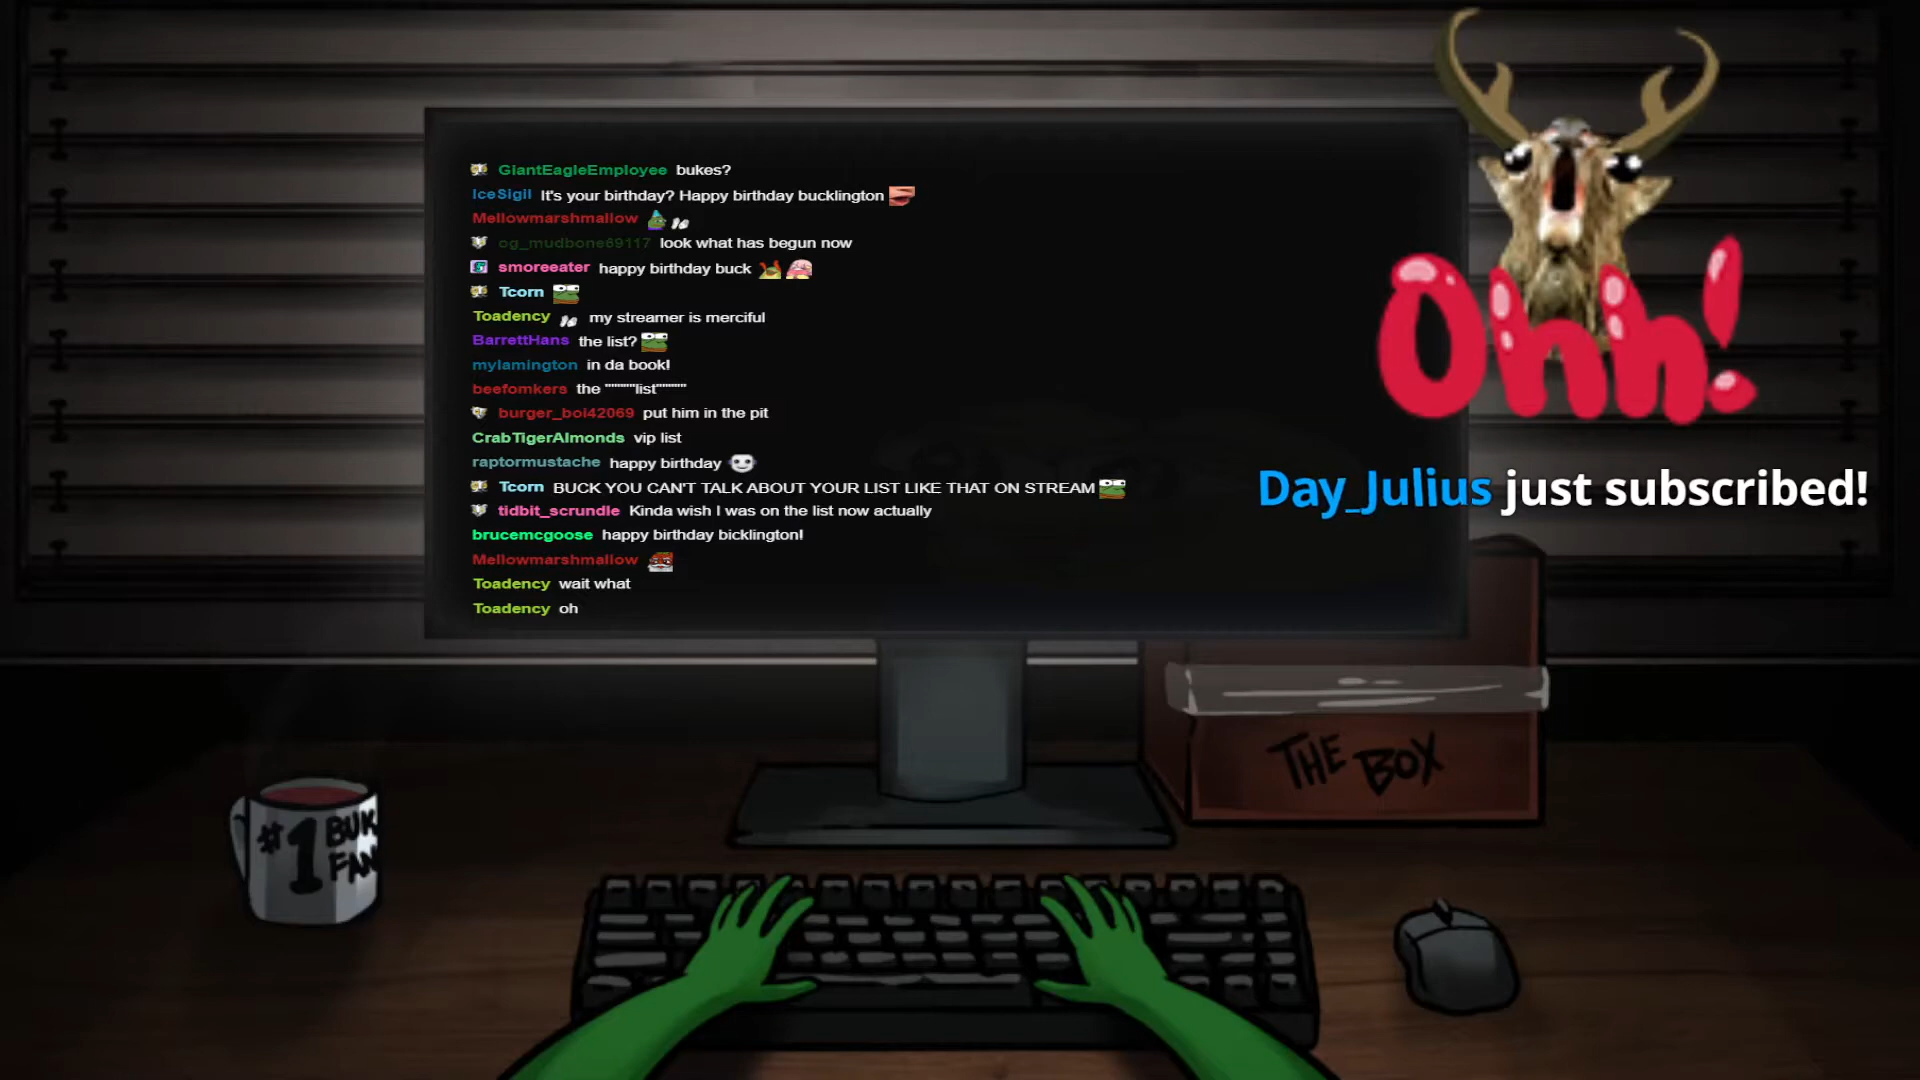 GiantEagleEmployee bukes?
IceSigil It's your birthday? Happy birthday bucklington
Mellowmarshmallow
og_mudbone69117 look what has begun now
smoreeater happy birthday buck
Tcorn
Toadency my streamer is merciful
BarrettHans the list?
mylamington in da book!
beefomkers the """"""list""""""
burger_boi42069 put him in the pit
CrabTigerAlmonds vip list
raptormustache happy birthday
Tcorn BUCK YOU CAN'T TALK ABOUT YOUR LIST LIKE THAT ON STREAM
tidbit_scrundle Kinda wish I was on the list now actually
brucemcgoose happy birthday bicklington!
Mellowmarshmallow
Toadency wait what
Toadency oh
Ohh!
Day_Julius just subscribed!
THE BOX
#1 BUK
FAN